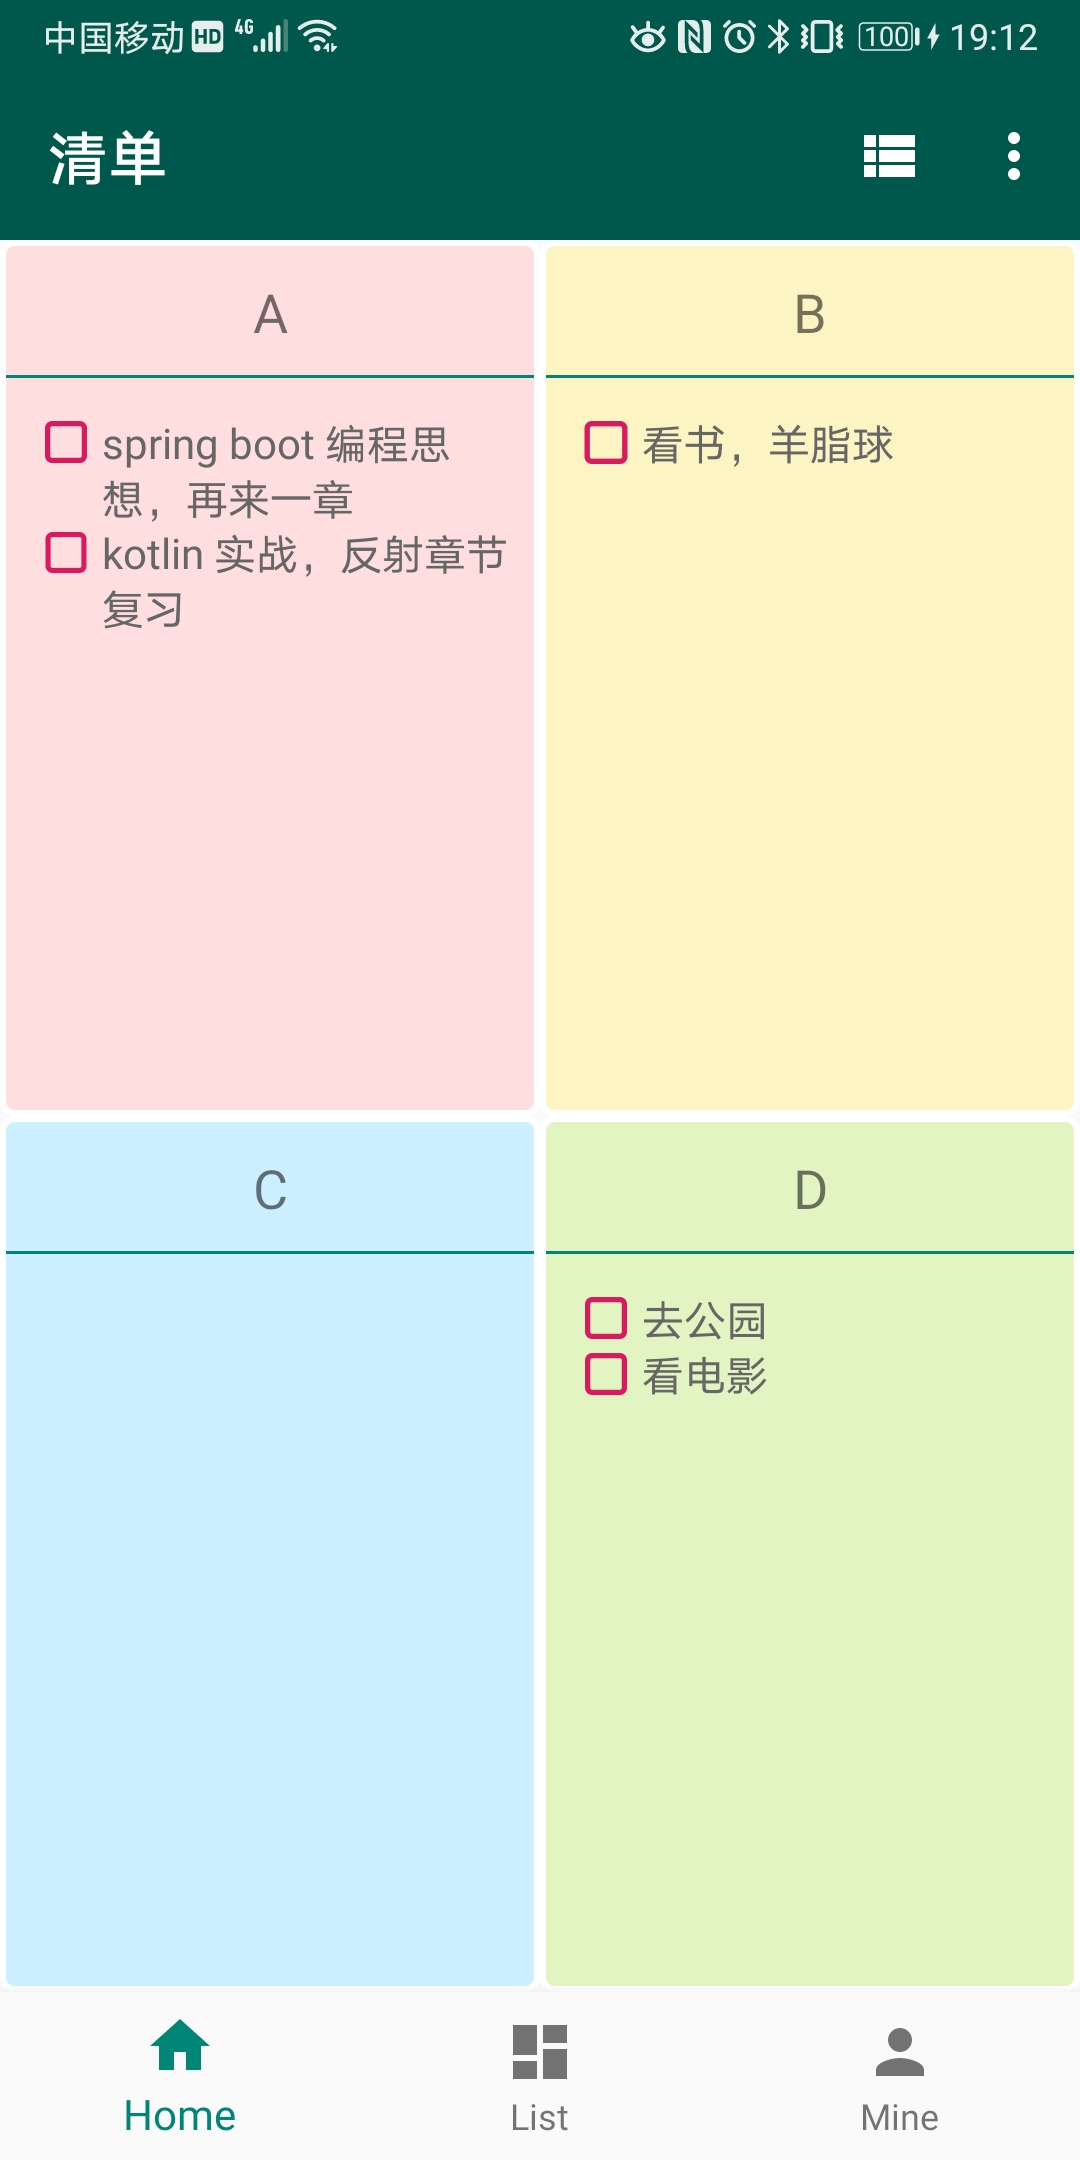 中国移动 HD 4G 100 19:12
清单
A
spring boot 编程思
想，再来一章
kotlin 实战，反射章节
复习
B
看书，羊脂球
C
D
去公园
看电影
Home List Mine